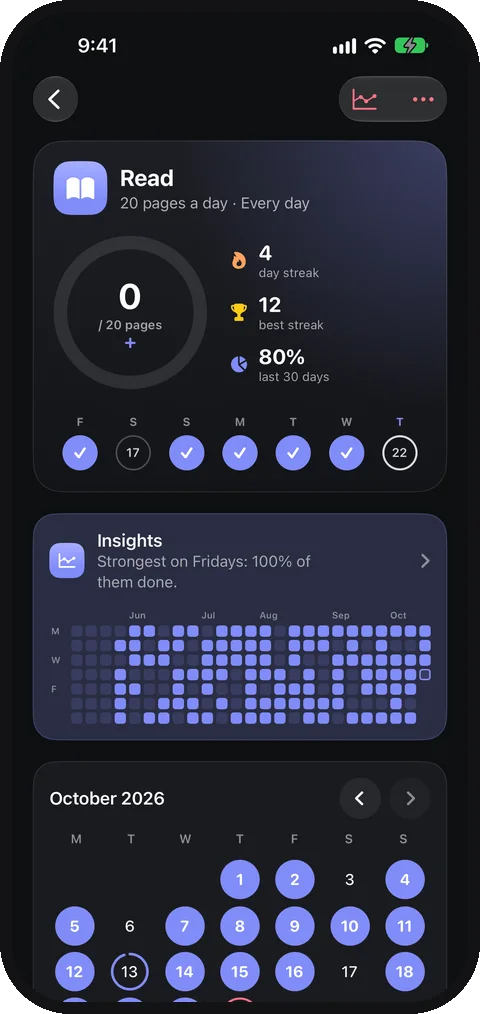 9:41
Read
20 pages a day · Every day
0
/ 20 pages
+
4
day streak
12
best streak
80%
last 30 days
F S S M T W T
17 22
Insights
Strongest on Fridays: 100% of
them done.
Jun Jul Aug Sep Oct
M
W
F
October 2026
M T W T F S S
1 2 3 4
5 6 7 8 9 10 11
12 13 14 15 16 17 18